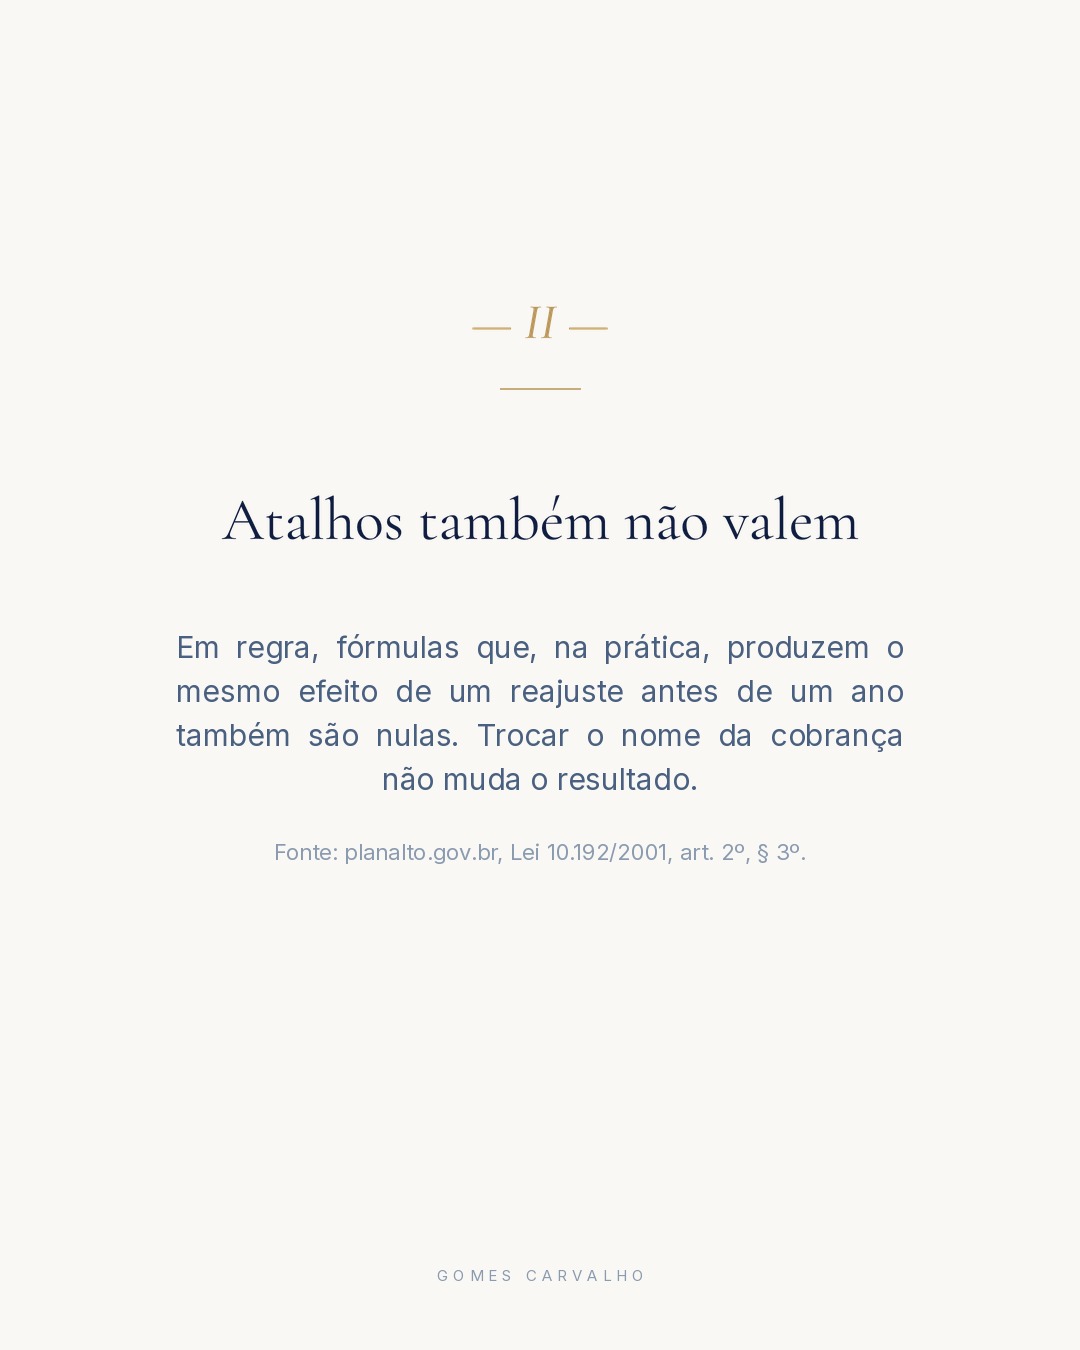 — II —
Atalhos também não valem
Em regra, fórmulas que, na prática, produzem o
mesmo efeito de um reajuste antes de um ano
também são nulas. Trocar o nome da cobrança
não muda o resultado.
Fonte: planalto.gov.br, Lei 10.192/2001, art. 2º, § 3º.
GOMES CARVALHO